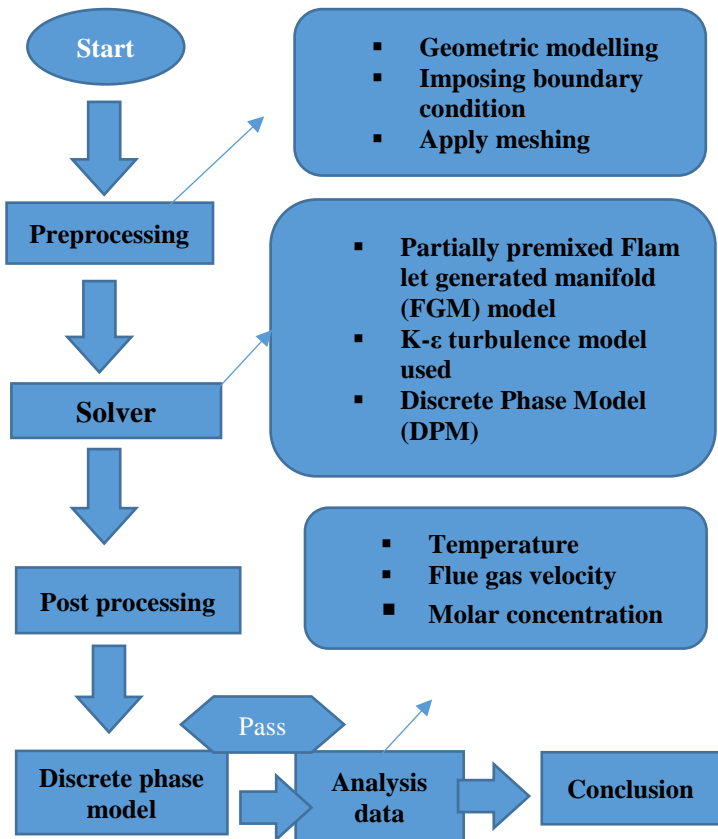 Start
▪ Geometric modelling
▪ Imposing boundary
condition
▪ Apply meshing
Preprocessing
▪ Partially premixed Flam
let generated manifold
(FGM) model
▪ K-ε turbulence model
used
▪ Discrete Phase Model
(DPM)
Solver
▪ Temperature
▪ Flue gas velocity
▪ Molar concentration
Post processing
Pass
Discrete phase
model
Analysis
data
Conclusion